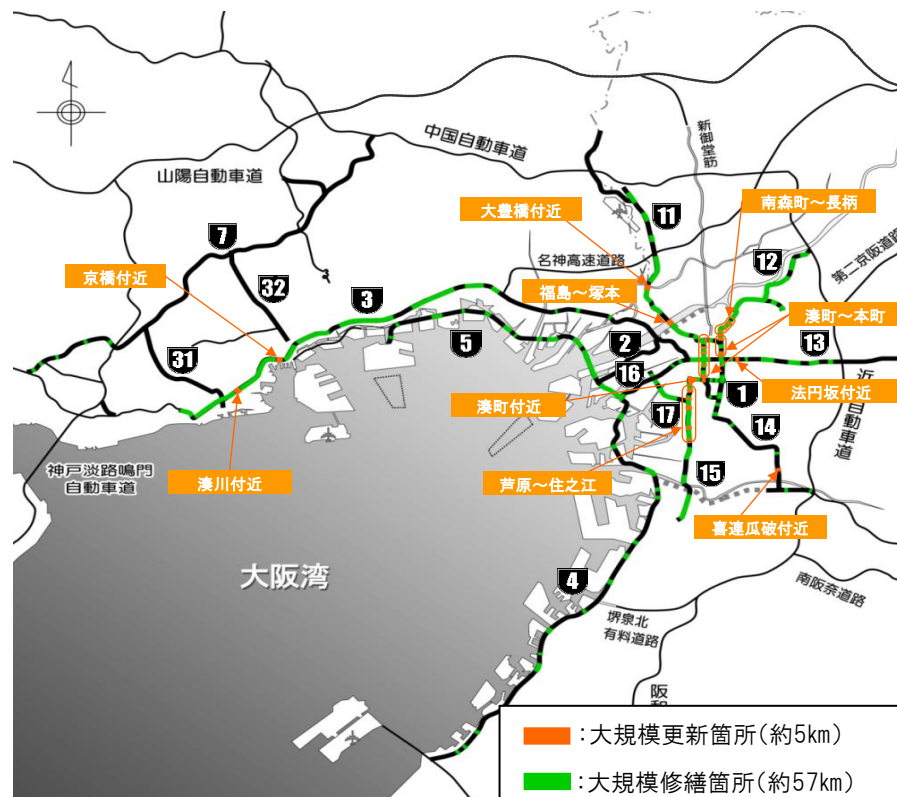 中国自動車道
新御堂筋
山陽自動車道
大豊橋付近
南森町～長柄
11
7
名神高速道路
12
第二京阪道路
京橋付近
32
3
福島～塚本
湊町～本町
5
2
13
31
16
法円坂付近
1
近
自動車道
湊町付近
17
14
神戸淡路鳴門
自動車道
湊川付近
芦原～住之江
15
喜連瓜破付近
大阪湾
4
南阪奈道路
堺泉北
有料道路
阪和
:大規模更新箇所(約5km)
:大規模修繕箇所(約57km)